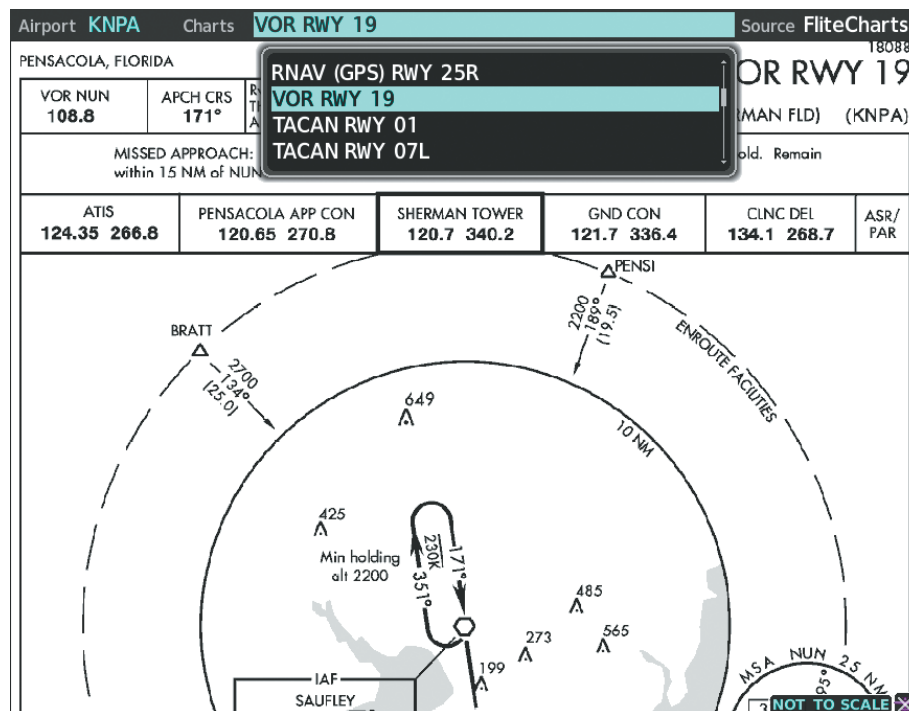 Airport KNPA Charts VOR RWY 19 Source FliteCharts
18088
PENSACOLA, FLORIDA
OR RWY 19
RNAV (GPS) RWY 25R
VOR RWY 19
TACAN RWY 01
TACAN RWY 07L
VOR NUN
108.8
APCH CRS
171°
MAN FLD) (KNPA)
MISSED APPROACH:
old. Remain
within 15 NM of NUN
ATIS
124.35 266.8
PENSACOLA APP CON
120.65 270.8
SHERMAN TOWER
120.7 340.2
GND CON
121.7 336.4
CLNC DEL
134.1 268.7
ASR/
PAR
PENSI
2200
189°
(19.5)
BRATT
2700
134°
(25.0)
ENROUTE FACILITIES
649
10 NM
425
Min holding
alt 2200
230K
171°
351°
485
565
273
199
IAF
SAUFLEY
MSA NUN 25 NM
95°
3
NOT TO SCALE